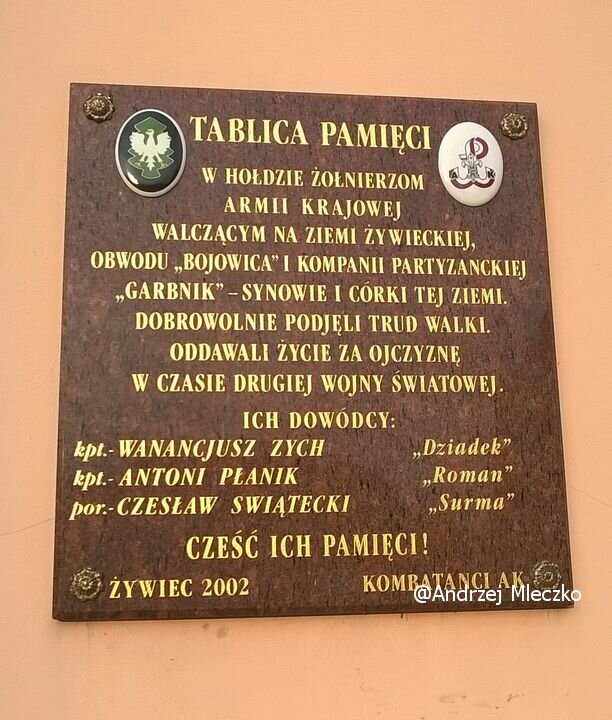 TABLICA PAMIĘCI
W HOŁDZIE ŻOŁNIERZOM
ARMII KRAJOWEJ
WALCZĄCYM NA ZIEMI ŻYWIECKIEJ,
OBWODU „BOJOWICA" I KOMPANII PARTYZANCKIEJ
„GARBNIK" – SYNOWIE I CÓRKI TEJ ZIEMI.
DOBROWOLNIE PODJĘLI TRUD WALKI.
ODDAWALI ŻYCIE ZA OJCZYZNĘ
W CZASIE DRUGIEJ WOJNY ŚWIATOWEJ.
ICH DOWÓDCY:
kpt.- WANANCJUSZ ZYCH „Dziadek"
kpt.- ANTONI PŁANIK „Roman"
por.- CZESŁAW SWIĄTECKI „Surma"
CZEŚĆ ICH PAMIĘCI!
ŻYWIEC 2002 KOMBATANCI AK.
@Andrzej Mleczko